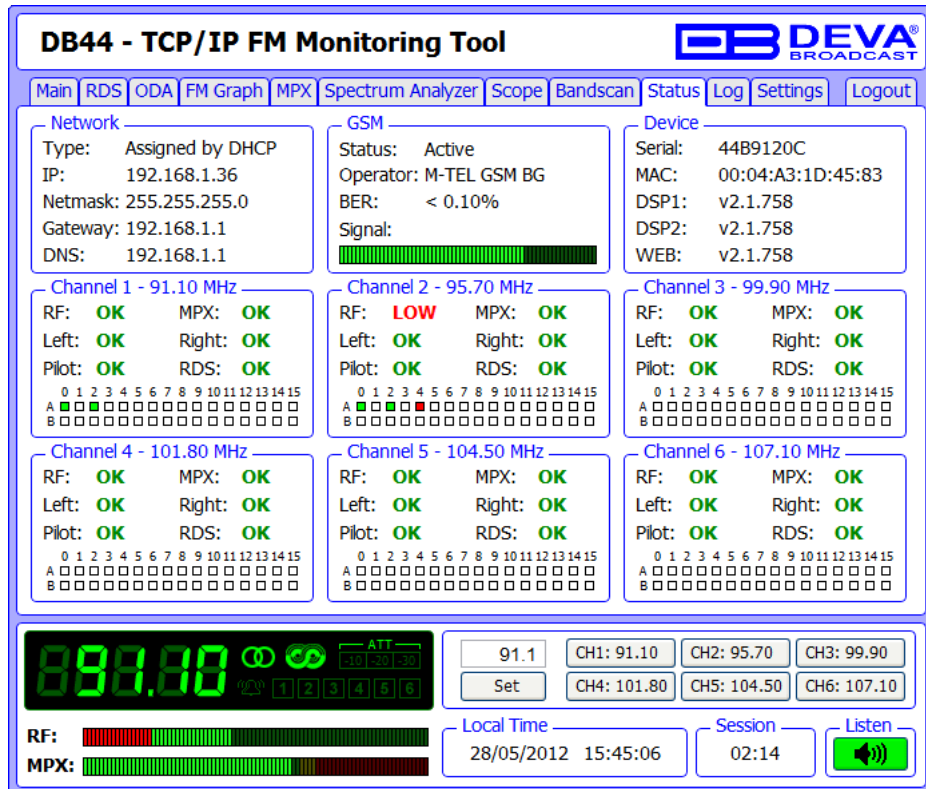 DB44 - TCP/IP FM Monitoring Tool
DEVA®
BROADCAST
Main RDS ODA FM Graph MPX Spectrum Analyzer Scope Bandscan Status Log Settings Logout
Network
Type: Assigned by DHCP
IP: 192.168.1.36
Netmask: 255.255.255.0
Gateway: 192.168.1.1
DNS: 192.168.1.1
GSM
Status: Active
Operator: M-TEL GSM BG
BER: < 0.10%
Signal:
Device
Serial: 44B9120C
MAC: 00:04:A3:1D:45:83
DSP1: v2.1.758
DSP2: v2.1.758
WEB: v2.1.758
Channel 1 - 91.10 MHz
RF: OK MPX: OK
Left: OK Right: OK
Pilot: OK RDS: OK
0 1 2 3 4 5 6 7 8 9 10 11 12 13 14 15
A
B
Channel 2 - 95.70 MHz
RF: LOW MPX: OK
Left: OK Right: OK
Pilot: OK RDS: OK
0 1 2 3 4 5 6 7 8 9 10 11 12 13 14 15
A
B
Channel 3 - 99.90 MHz
RF: OK MPX: OK
Left: OK Right: OK
Pilot: OK RDS: OK
0 1 2 3 4 5 6 7 8 9 10 11 12 13 14 15
A
B
Channel 4 - 101.80 MHz
RF: OK MPX: OK
Left: OK Right: OK
Pilot: OK RDS: OK
0 1 2 3 4 5 6 7 8 9 10 11 12 13 14 15
A
B
Channel 5 - 104.50 MHz
RF: OK MPX: OK
Left: OK Right: OK
Pilot: OK RDS: OK
0 1 2 3 4 5 6 7 8 9 10 11 12 13 14 15
A
B
Channel 6 - 107.10 MHz
RF: OK MPX: OK
Left: OK Right: OK
Pilot: OK RDS: OK
0 1 2 3 4 5 6 7 8 9 10 11 12 13 14 15
A
B
91.10
ATT
-10 -20 -30
1 2 3 4 5 6
RF:
MPX:
91.1 CH1: 91.10 CH2: 95.70 CH3: 99.90
Set CH4: 101.80 CH5: 104.50 CH6: 107.10
Local Time
28/05/2012 15:45:06
Session
02:14
Listen